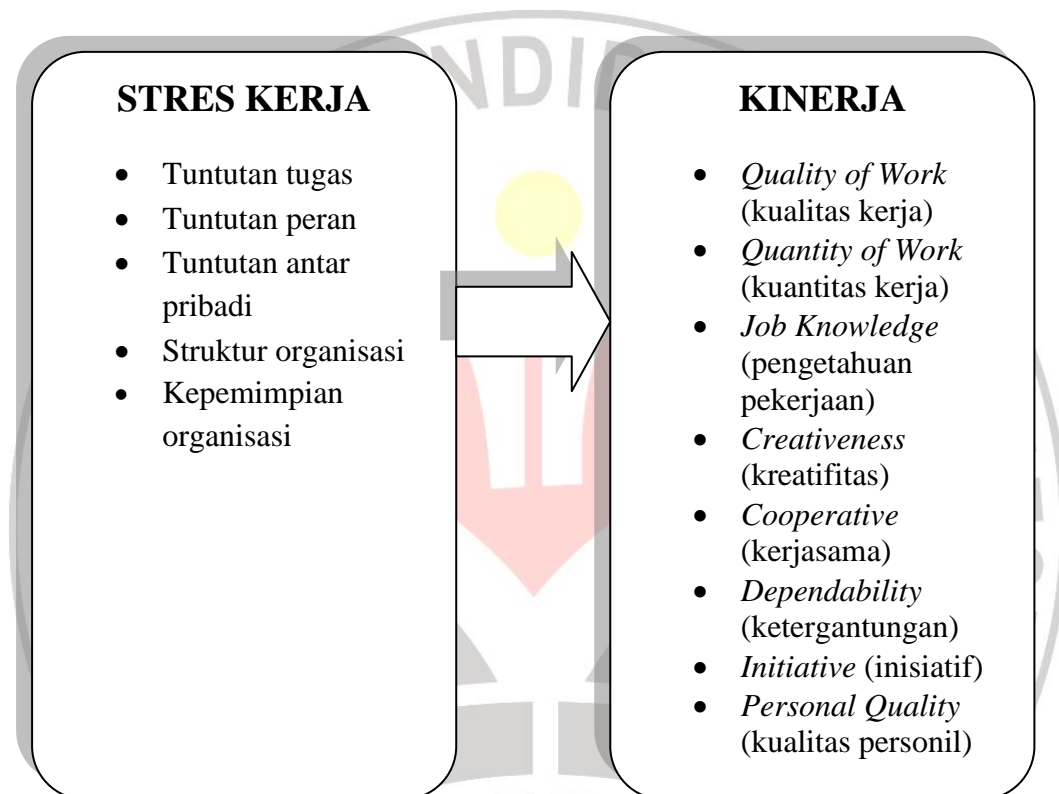 NDID
STRES KERJA
• Tuntutan tugas
• Tuntutan peran
• Tuntutan antar
pribadi
• Struktur organisasi
• Kepemimpian
organisasi
KINERJA
• Quality of Work
(kualitas kerja)
• Quantity of Work
(kuantitas kerja)
• Job Knowledge
(pengetahuan
pekerjaan)
• Creativeness
(kreatifitas)
• Cooperative
(kerjasama)
• Dependability
(ketergantungan)
• Initiative (inisiatif)
• Personal Quality
(kualitas personil)